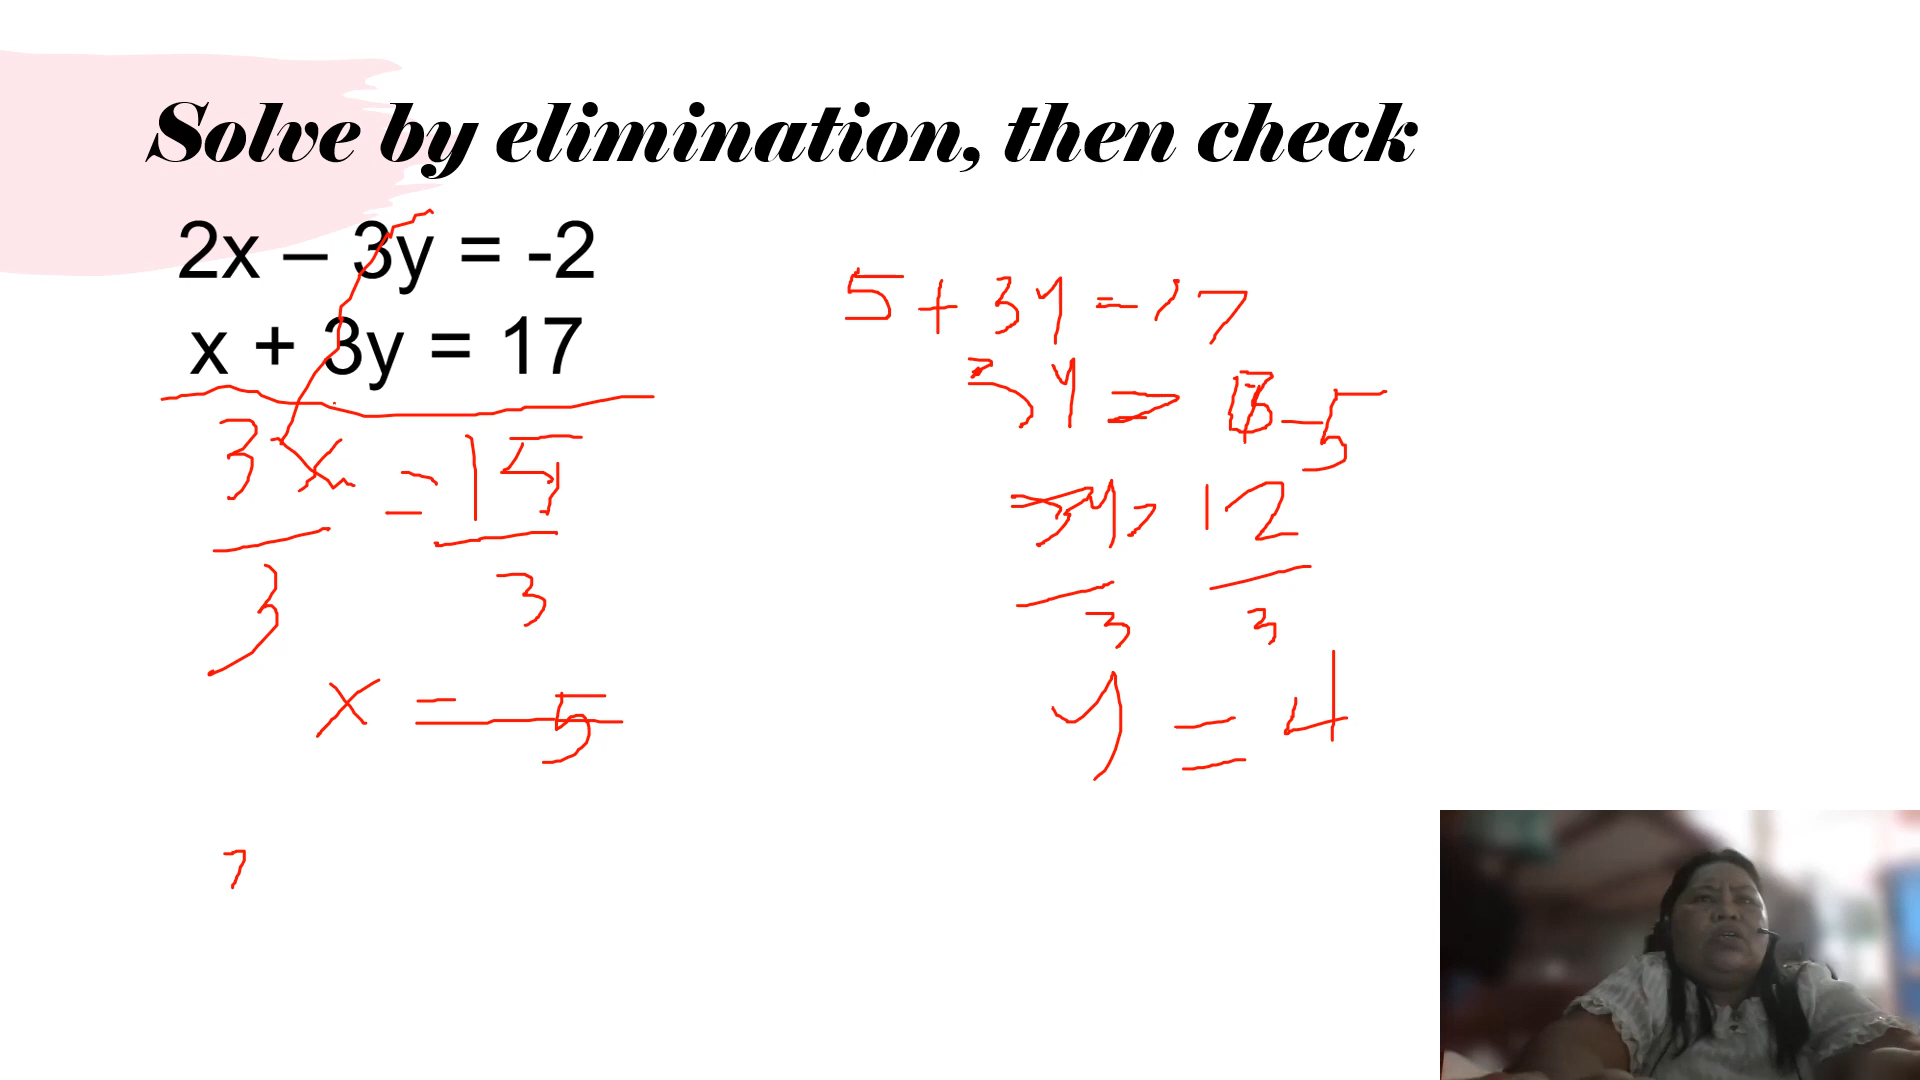 Solve by elimination, then check
2x – 3y = -2
x + 3y = 17
3x = 15
3 3
x = 5
5 + 3y = 17
3y = - 5
3y = 12
3 3
y = 4